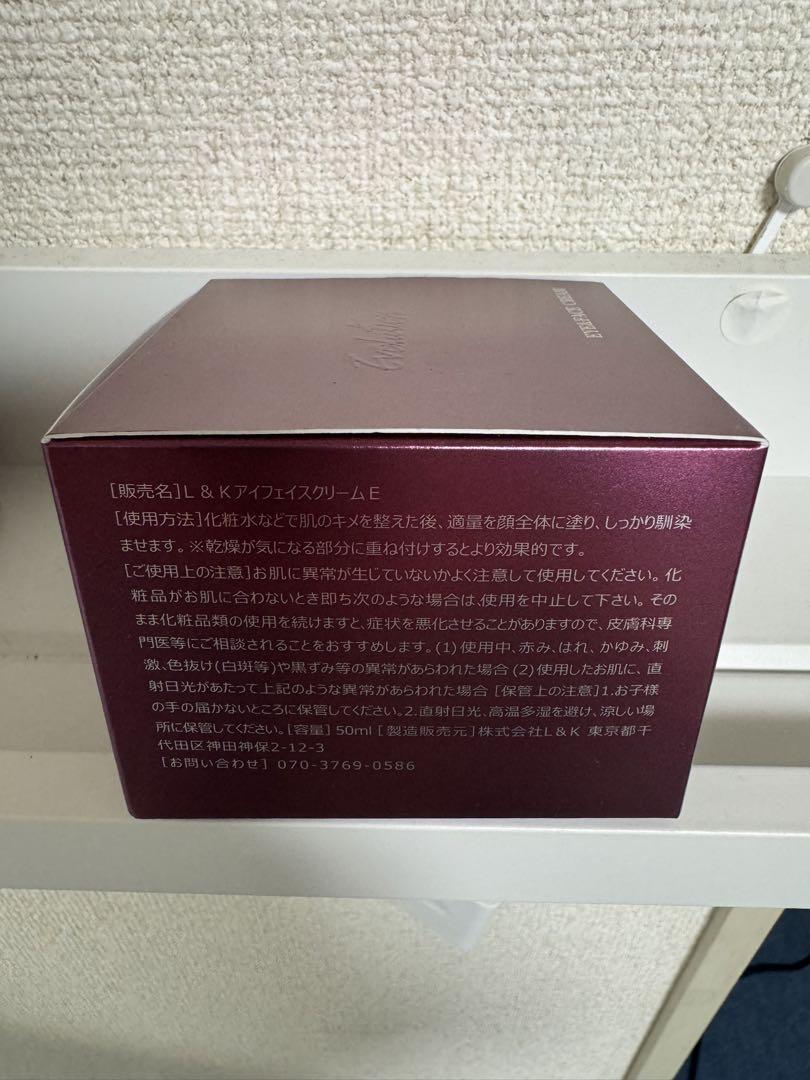 EYE&FACE CREAM
Evolution
[販売名]L & KアイフェイスクリームE
[使用方法]化粧水などで肌のキメを整えた後、適量を顔全体に塗り、しっかり馴染
ませます。※乾燥が気になる部分に重ね付けするとより効果的です。
[ご使用上の注意]お肌に異常が生じていないかよく注意して使用してください。化
粧品がお肌に合わないとき即ち次のような場合は、使用を中止して下さい。その
まま化粧品類の使用を続けますと、症状を悪化させることがありますので、皮膚科専
門医等にご相談されることをおすすめします。(1)使用中、赤み、はれ、かゆみ、刺
激、色抜け(白斑等)や黒ずみ等の異常があらわれた場合 (2)使用したお肌に、直
射日光があたって上記のような異常があらわれた場合 [保管上の注意]1.お子様
の手の届かないところに保管してください。2.直射日光、高温多湿を避け、涼しい場
所に保管してください。[容量] 50ml [製造販売元]株式会社L&K 東京都千
代田区神田神保2-12-3
[お問い合わせ] 070-3769-0586